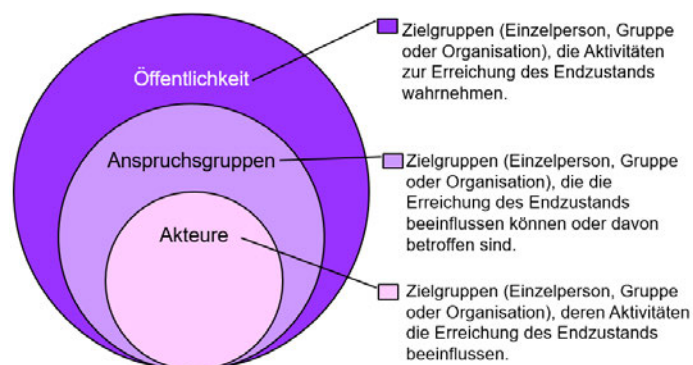 Öffentlichkeit
Zielgruppen (Einzelperson, Gruppe
oder Organisation), die Aktivitäten
zur Erreichung des Endzustands
wahrnehmen.
Anspruchsgruppen
Zielgruppen (Einzelperson, Gruppe
oder Organisation), die die
Erreichung des Endzustands
beeinflussen können oder davon
betroffen sind.
Akteure
Zielgruppen (Einzelperson, Gruppe
oder Organisation), deren Aktivitäten
die Erreichung des Endzustands
beeinflussen.